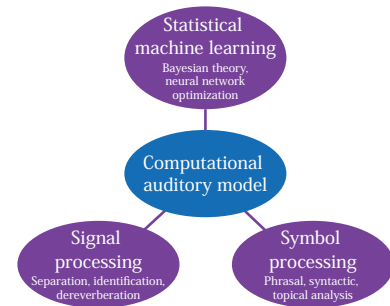 Statistical
machine learning
Bayesian theory,
neural network
optimization
Computational
auditory model
Signal
processing
Separation, identification,
dereverberation
Symbol
processing
Phrasal, syntactic,
topical analysis